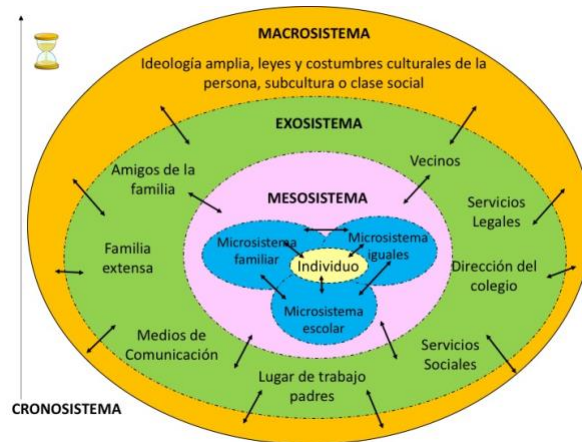 MACROSISTEMA
Ideología amplia, leyes y costumbres culturales de la
persona, subcultura o clase social
EXOSISTEMA
Amigos de la
familia
Vecinos
MESOSISTEMA
Servicios
Legales
Microsistema
familiar
Microsistema
iguales
Individuo
Familia
extensa
Dirección del
colegio
Microsistema
escolar
Medios de
Comunicación
Servicios
Sociales
Lugar de trabajo
padres
CRONOSISTEMA